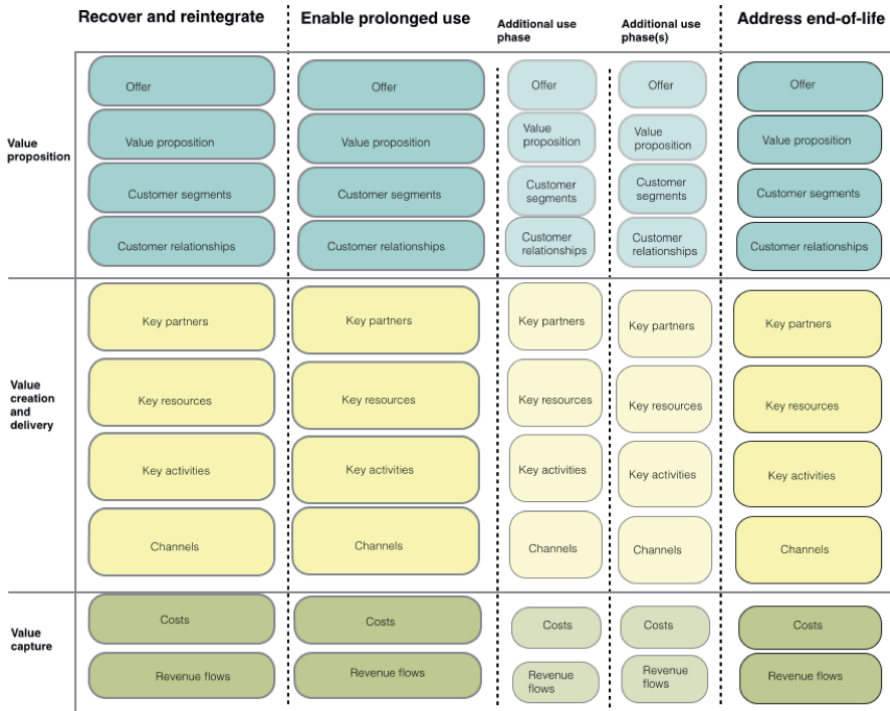 Recover and reintegrate
Enable prolonged use
Additional use
phase
Additional use
phase(s)
Address end-of-life
Value
proposition
Offer
Offer
Offer
Offer
Offer
Value proposition
Value proposition
Value
proposition
Value
proposition
Value proposition
Customer segments
Customer segments
Customer
segments
Customer
segments
Customer segments
Customer relationships
Customer relationships
Customer
relationships
Customer
relationships
Customer relationships
Value
creation
and
delivery
Key partners
Key partners
Key partners
Key partners
Key partners
Key resources
Key resources
Key resources
Key resources
Key resources
Key activities
Key activities
Key activities
Key activities
Key activities
Channels
Channels
Channels
Channels
Channels
Value
capture
Costs
Costs
Costs
Costs
Costs
Revenue flows
Revenue flows
Revenue
flows
Revenue
flows
Revenue flows